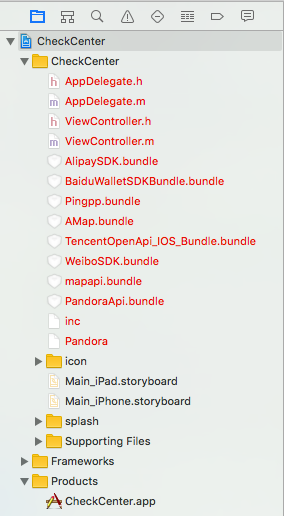 CheckCenter
CheckCenter
h AppDelegate.h
m AppDelegate.m
h ViewController.h
m ViewController.m
AlipaySDK.bundle
BaiduWalletSDKBundle.bundle
Pingpp.bundle
AMap.bundle
TencentOpenApi_IOS_Bundle.bundle
WeiboSDK.bundle
mapapi.bundle
PandoraApi.bundle
inc
Pandora
icon
Main_iPad.storyboard
Main_iPhone.storyboard
splash
Supporting Files
Frameworks
Products
CheckCenter.app